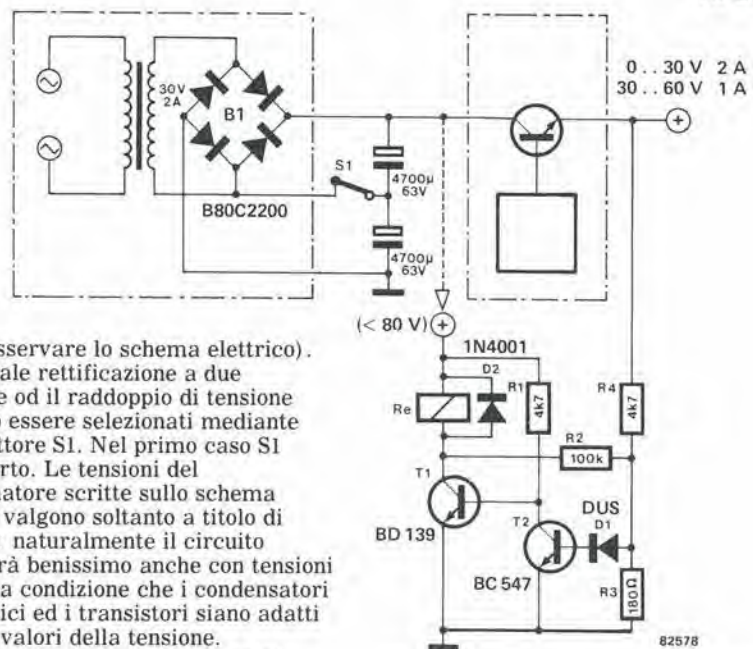 0 . . 30 V 2 A
30 . . 60 V 1 A
30V
2A
B1
B80C2200
S1
4700µ
63V
4700µ
63V
(< 80 V)
1N4001
D2
Re
R1
4k7
R4
4k7
R2
100k
T1
BD 139
T2
BC 547
DUS
D1
R3
180Ω
82578
sservare lo schema elettrico).
ale rettificazione a due
e od il raddoppio di tensione
essere selezionati mediante
ttore S1. Nel primo caso S1
rto. Le tensioni del
atore scritte sullo schema
valgono soltanto a titolo di
naturalmente il circuito
rà benissimo anche con tensioni
a condizione che i condensatori
ici ed i transistori siano adatti
valori della tensione.